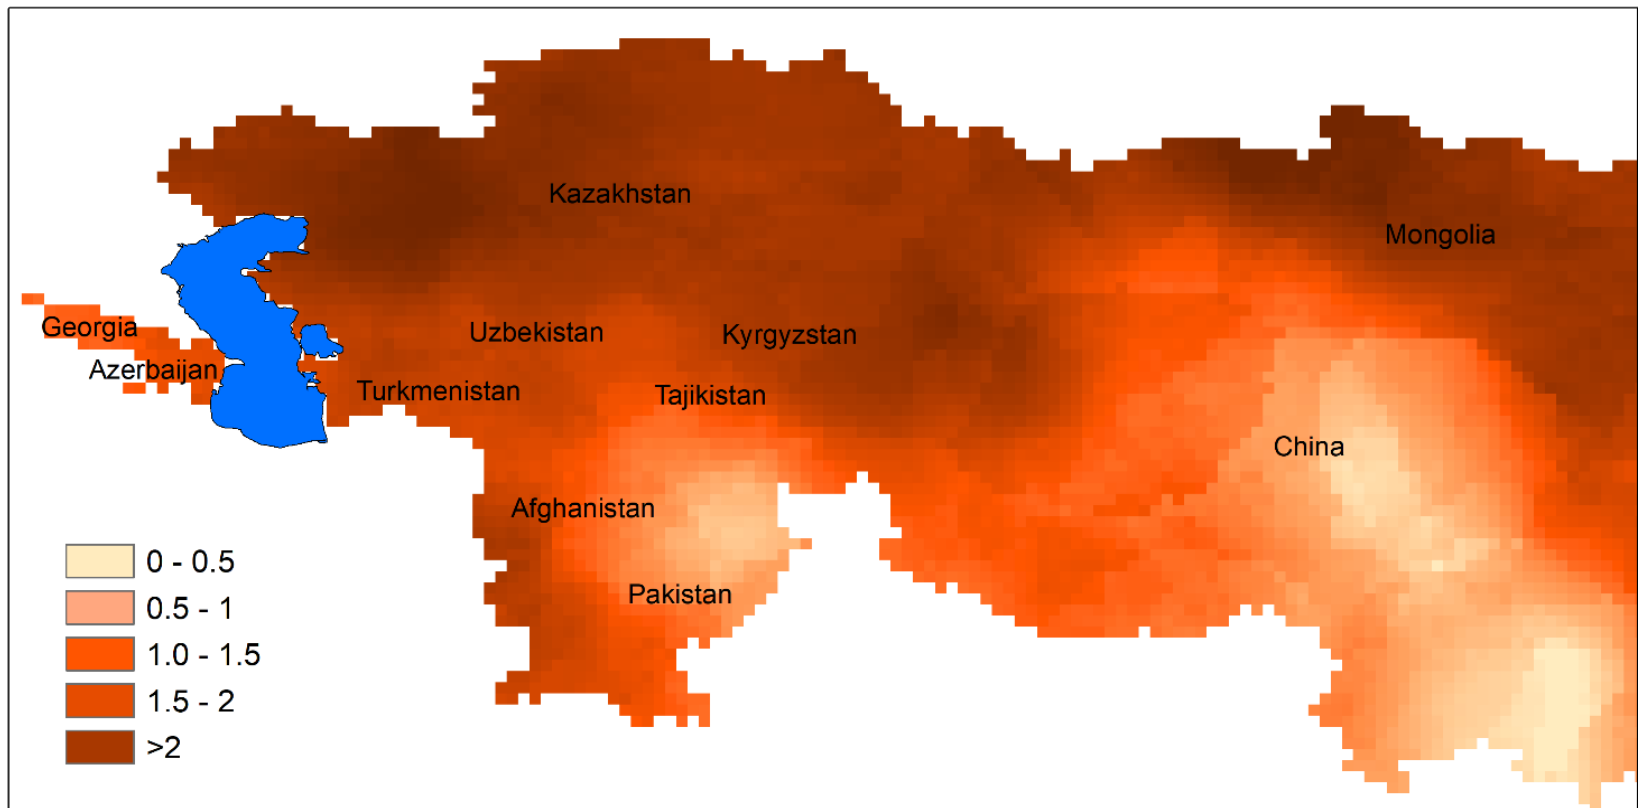 Kazakhstan
Mongolia
Georgia
Uzbekistan
Kyrgyzstan
Azerbaijan
Turkmenistan
Tajikistan
China
Afghanistan
Pakistan
0 - 0.5
0.5 - 1
1.0 - 1.5
1.5 - 2
>2